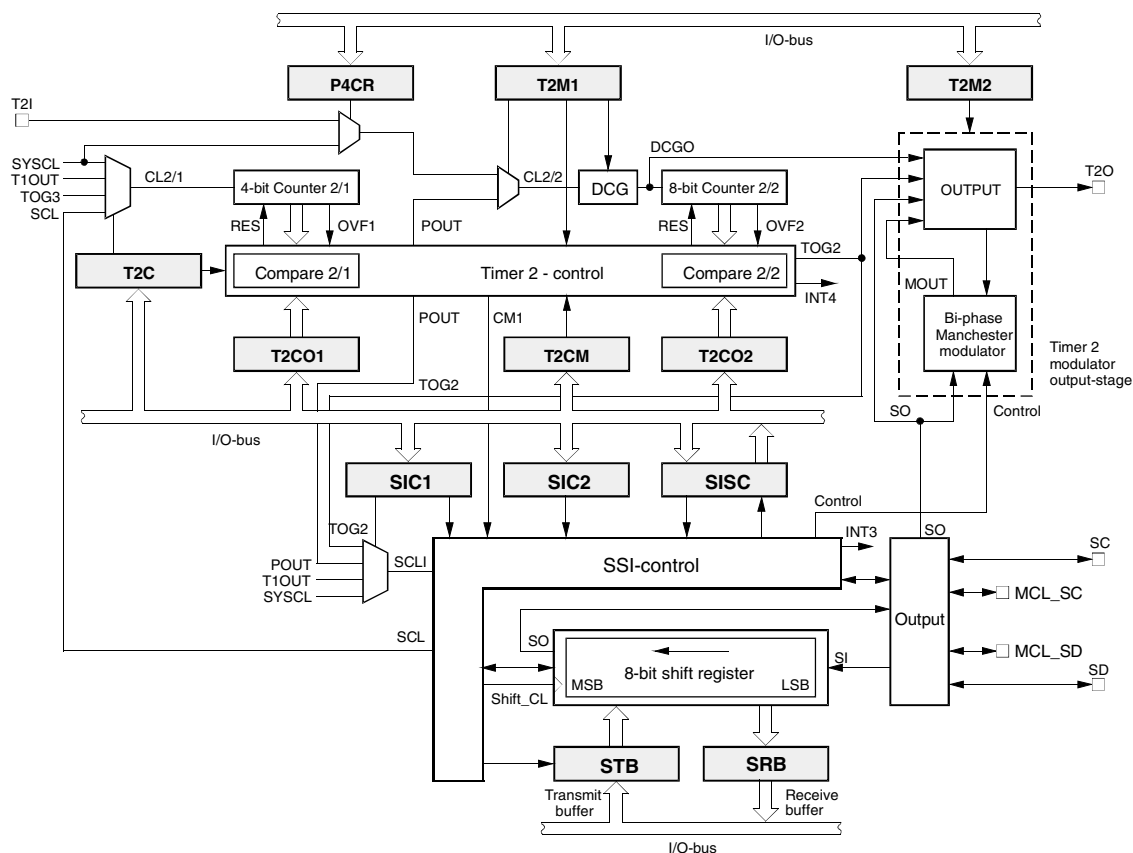 I/O-bus
P4CR
T2M1
T2M2
T2I
SYSCL
T1OUT
TOG3
SCL
CL2/1
4-bit Counter 2/1
CL2/2
DCG
DCGO
8-bit Counter 2/2
OUTPUT
T2O
RES
OVF1
POUT
RES
OVF2
TOG2
T2C
Compare 2/1
Timer 2 - control
Compare 2/2
INT4
MOUT
Bi-phase
Manchester
modulator
Timer 2
modulator
output-stage
POUT
CM1
T2CO1
T2CM
T2CO2
TOG2
SO
Control
I/O-bus
SIC1
SIC2
SISC
Control
TOG2
POUT
T1OUT
SYSCL
SCLI
SSI-control
INT3
SO
SC
MCL_SC
Output
MCL_SD
SD
SCL
SO
8-bit shift register
MSB
LSB
SI
Shift_CL
STB
SRB
Transmit
buffer
Receive
buffer
I/O-bus